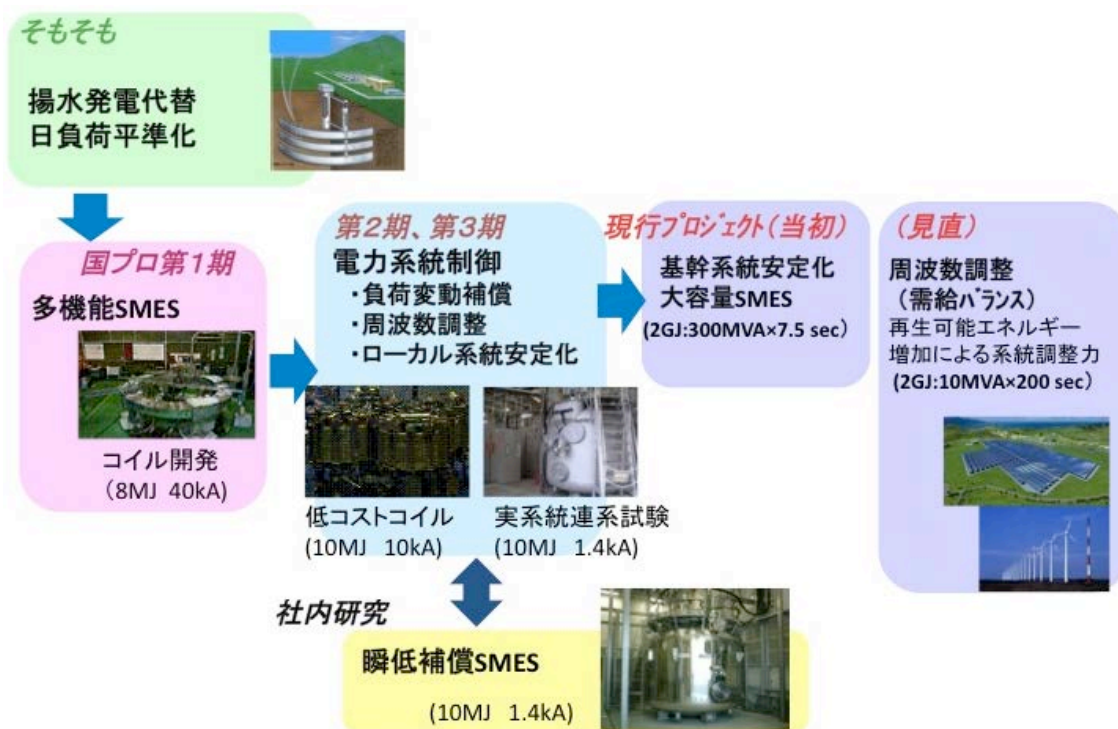 そもそも
揚水発電代替
日負荷平準化
国プロ第1期
多機能SMES
コイル開発
(8MJ 40kA)
第2期、第3期
電力系統制御
・負荷変動補償
・周波数調整
・ローカル系統安定化
低コストコイル
(10MJ 10kA)
実系統連系試験
(10MJ 1.4kA)
現行プロジェクト(当初)
基幹系統安定化
大容量SMES
(2GJ:300MVA×7.5 sec)
(見直)
周波数調整
(需給バランス)
再生可能エネルギー
増加による系統調整力
(2GJ:10MVA×200 sec)
社内研究
瞬低補償SMES
(10MJ 1.4kA)